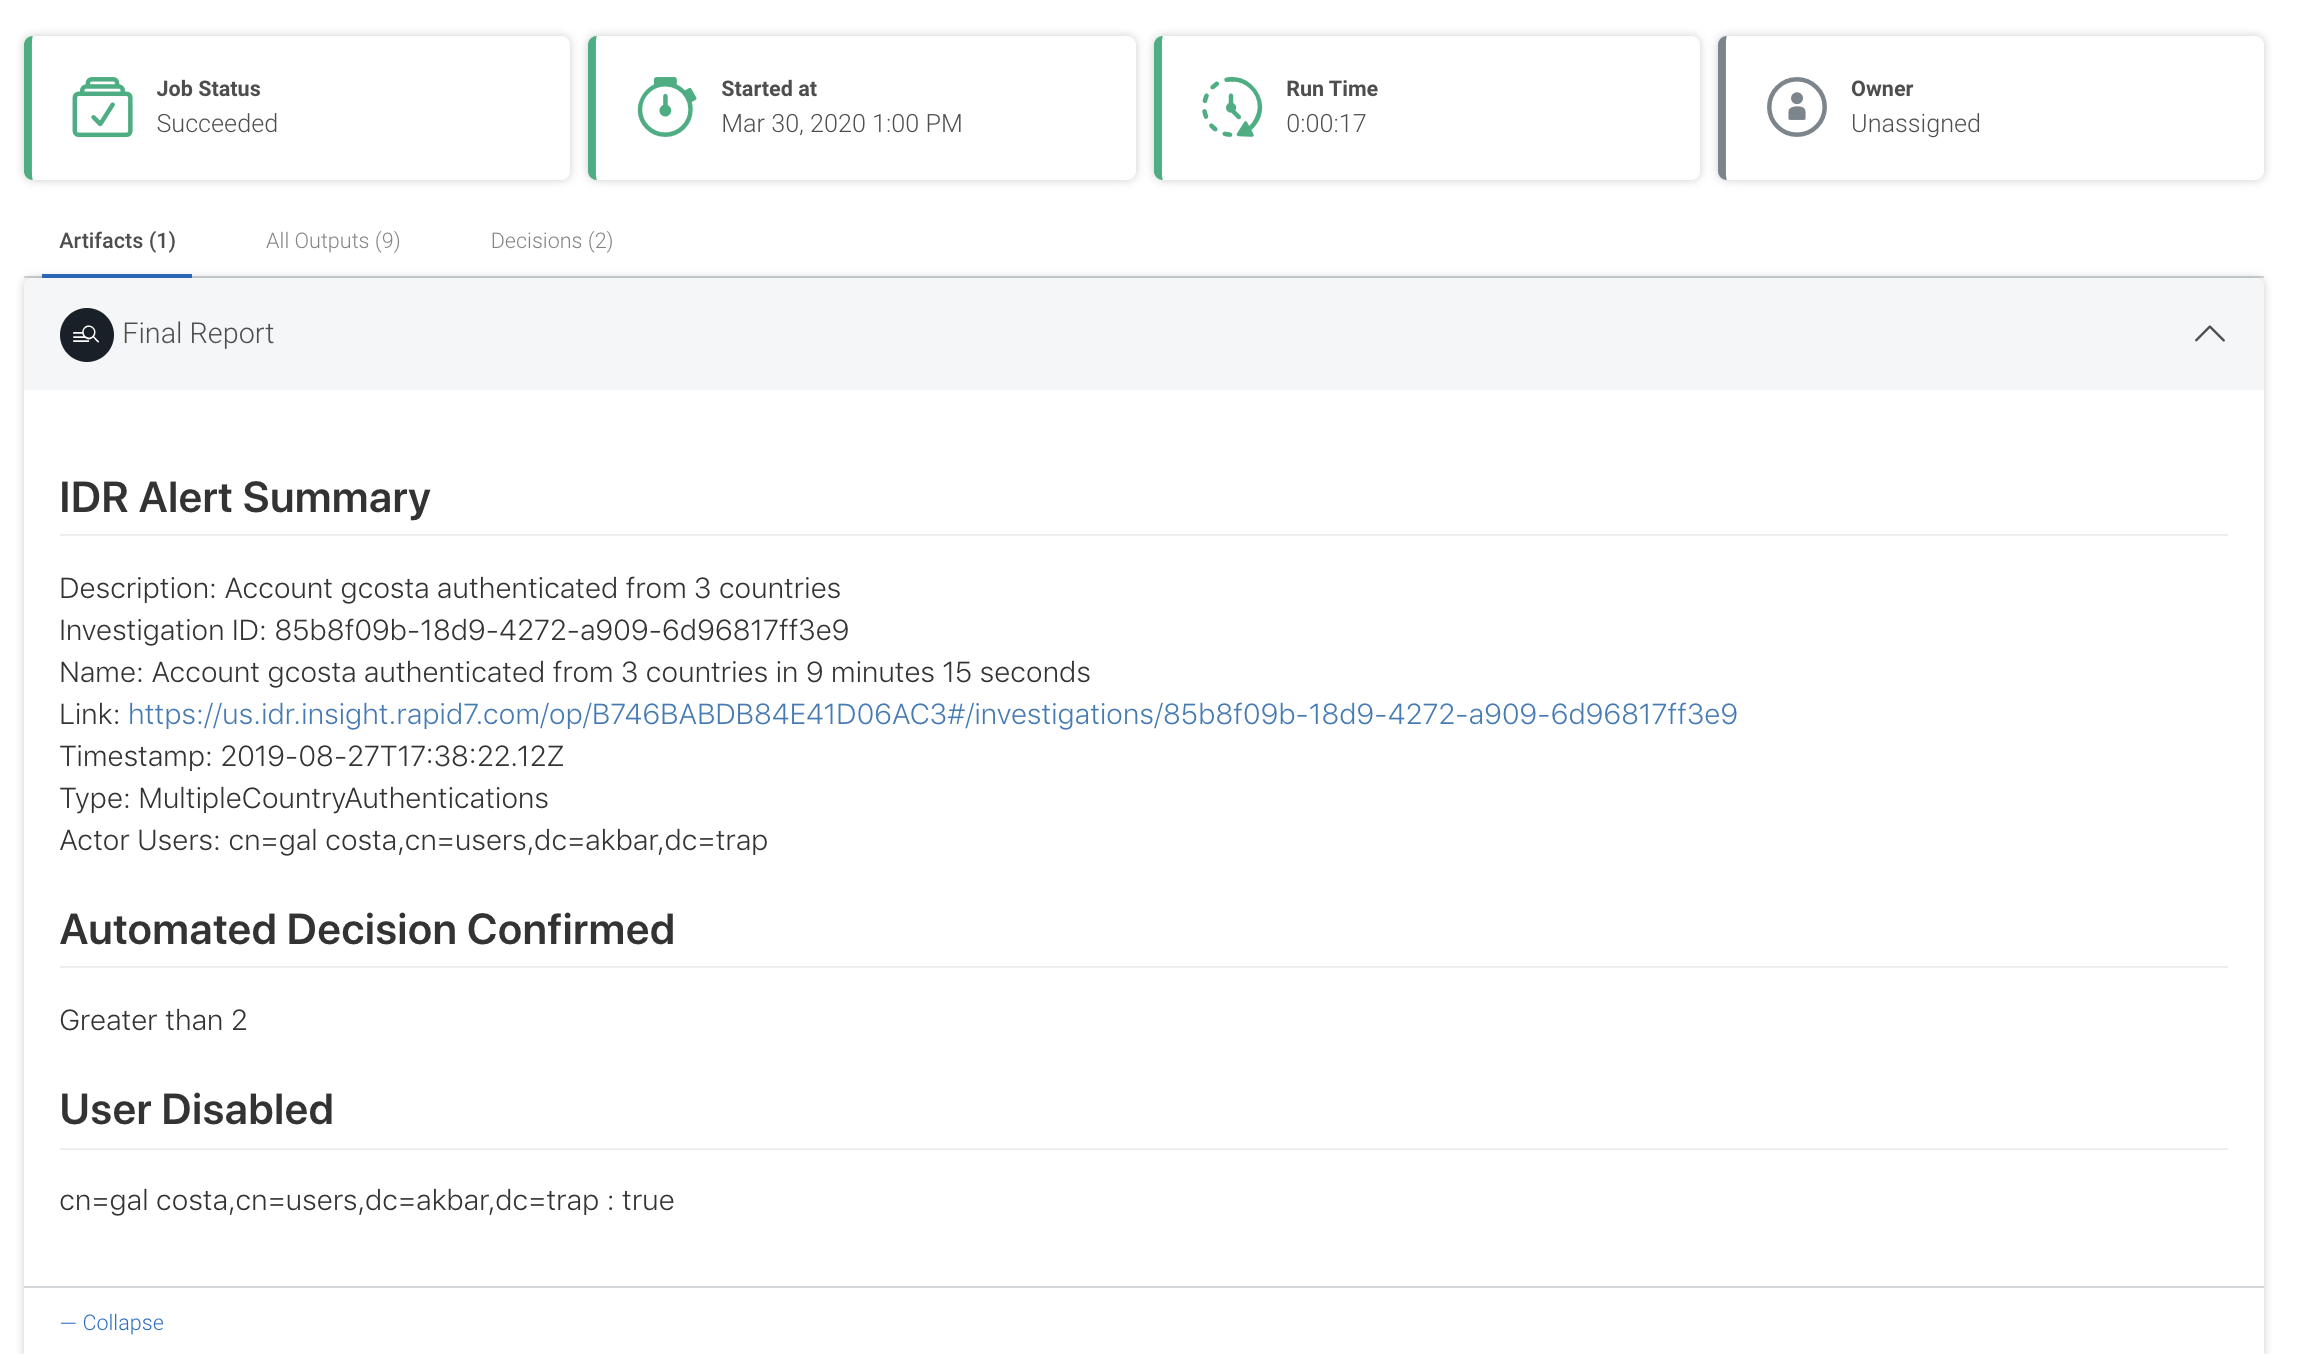 Job Status
Succeeded
Started at
Mar 30, 2020 1:00 PM
Run Time
0:00:17
Owner
Unassigned
Artifacts (1)
All Outputs (9)
Decisions (2)
Final Report
IDR Alert Summary
Description: Account gcosta authenticated from 3 countries
Investigation ID: 85b8f09b-18d9-4272-a909-6d96817ff3e9
Name: Account gcosta authenticated from 3 countries in 9 minutes 15 seconds
Link: https://us.idr.insight.rapid7.com/op/B746BABDB84E41D06AC3#/investigations/85b8f09b-18d9-4272-a909-6d96817ff3e9
Timestamp: 2019-08-27T17:38:22.12Z
Type: MultipleCountryAuthentications
Actor Users: cn=gal costa,cn=users,dc=akbar,dc=trap
Automated Decision Confirmed
Greater than 2
User Disabled
cn=gal costa,cn=users,dc=akbar,dc=trap : true
— Collapse